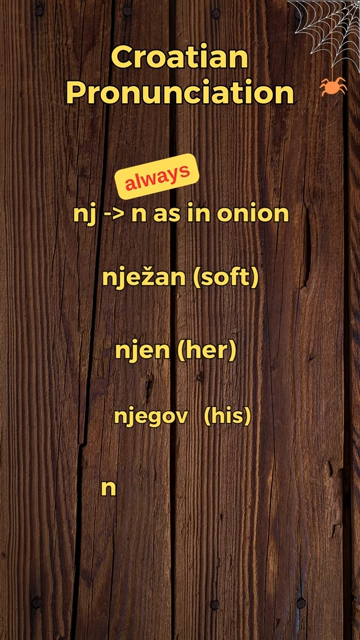 Croatian
Pronunciation
always
nj -> n as in onion
nježan (soft)
njen (her)
njegov (his)
n